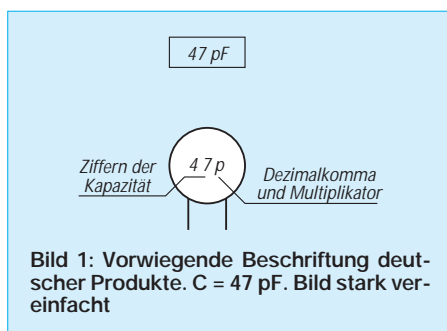 47 pF
Ziffern der
Kapazität
4 7 p
Dezimalkomma
und Multiplikator
Bild 1: Vorwiegende Beschriftung deut-
scher Produkte. C = 47 pF. Bild stark ver-
einfacht